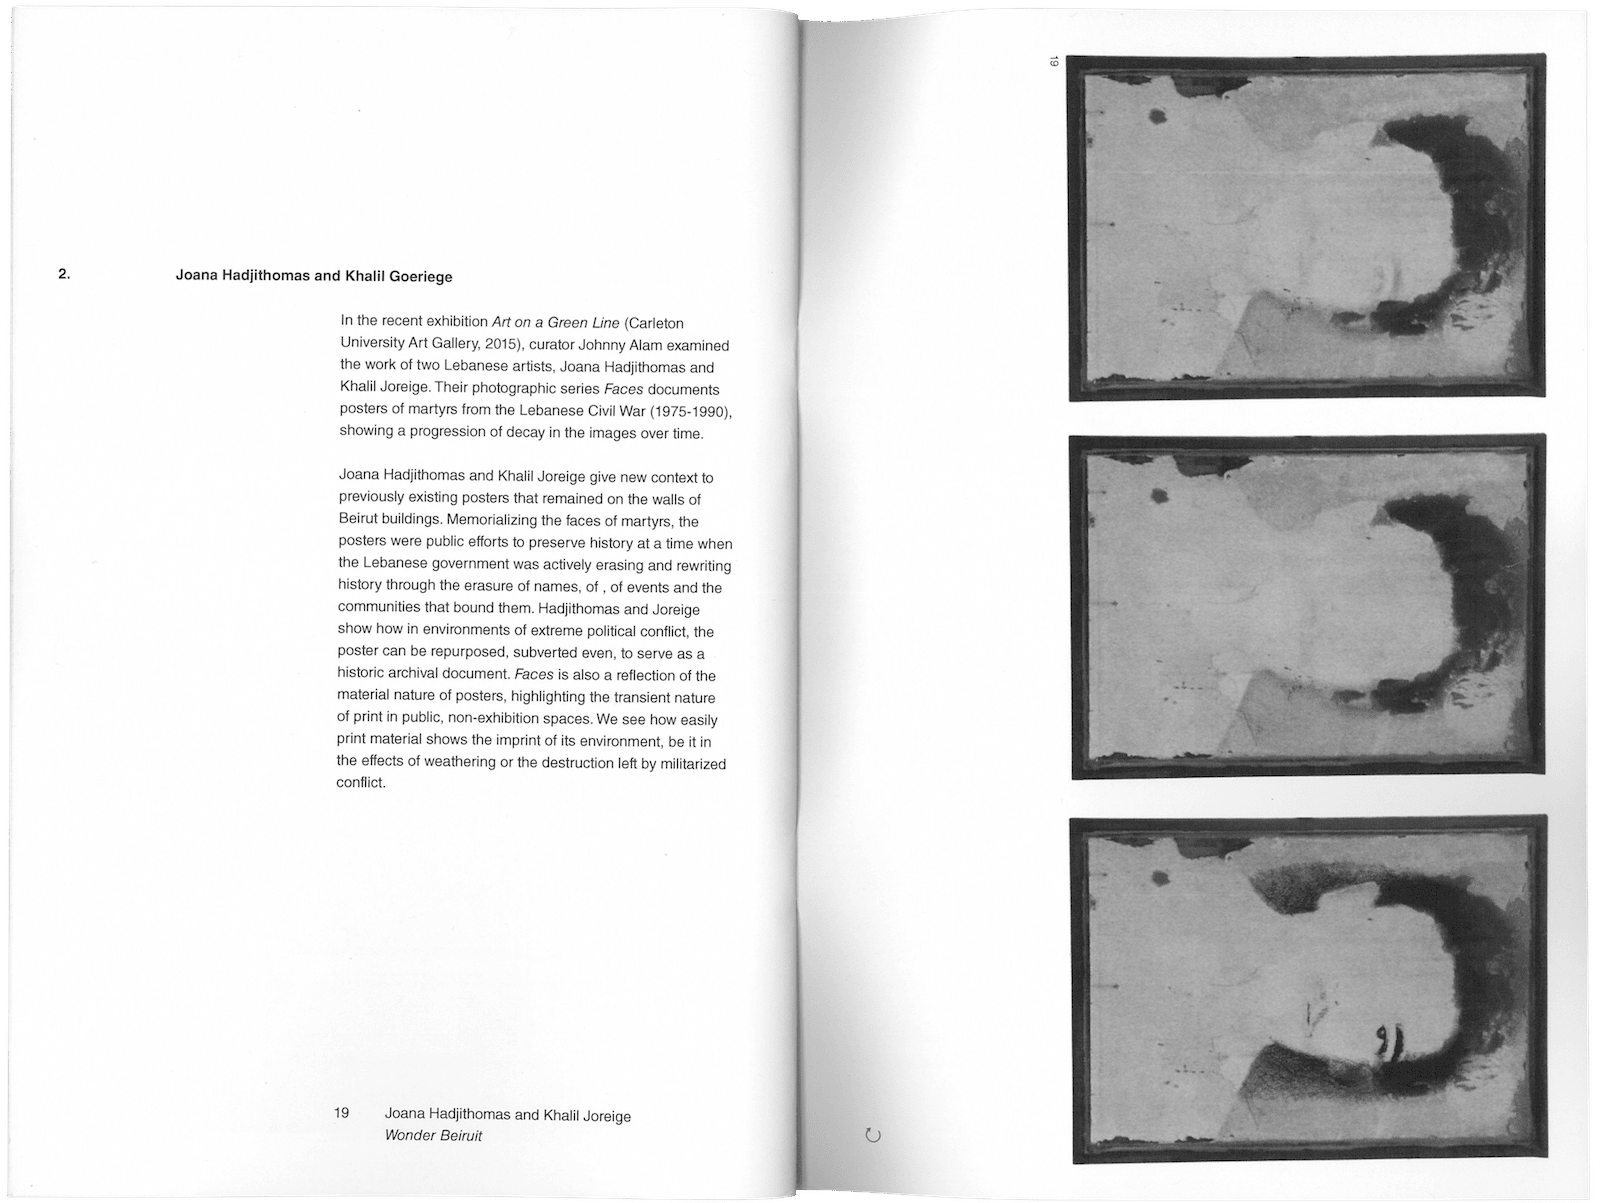 2.
Joana Hadjithomas and Khalil Goeriege
In the recent exhibition Art on a Green Line (Carleton
University Art Gallery, 2015), curator Johnny Alam examined
the work of two Lebanese artists, Joana Hadjithomas and
Khalil Joreige. Their photographic series Faces documents
posters of martyrs from the Lebanese Civil War (1975-1990),
showing a progression of decay in the images over time.
Joana Hadjithomas and Khalil Joreige give new context to
previously existing posters that remained on the walls of
Beirut buildings. Memorializing the faces of martyrs, the
posters were public efforts to preserve history at a time when
the Lebanese government was actively erasing and rewriting
history through the erasure of names, of , of events and the
communities that bound them. Hadjithomas and Joreige
show how in environments of extreme political conflict, the
poster can be repurposed, subverted even, to serve as a
historic archival document. Faces is also a reflection of the
material nature of posters, highlighting the transient nature
of print in public, non-exhibition spaces. We see how easily
print material shows the imprint of its environment, be it in
the effects of weathering or the destruction left by militarized
conflict.
19 Joana Hadjithomas and Khalil Joreige
Wonder Beiruit
19